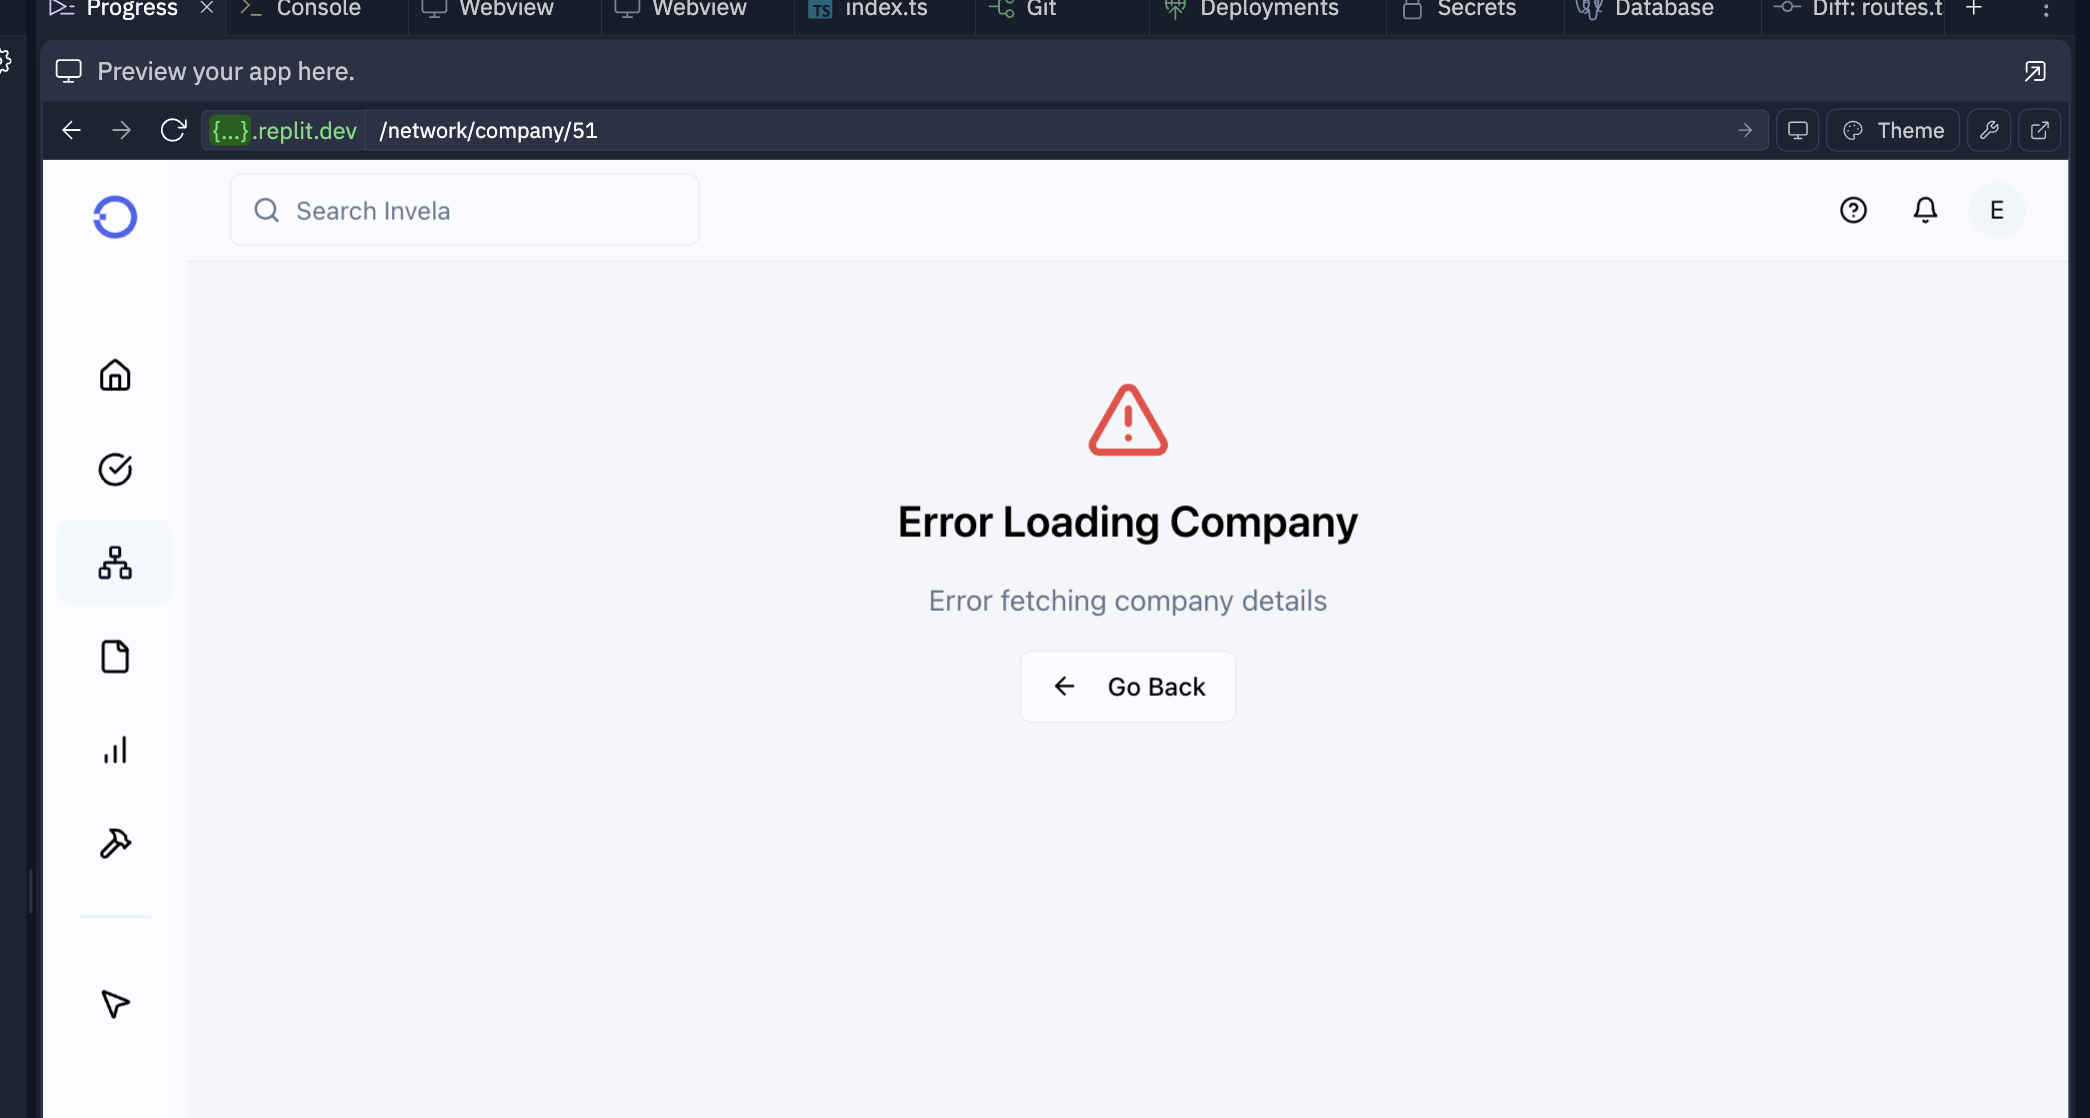 Progress Console Webview Webview TS index.ts Git Deployments Secrets Database Diff: routes.t
Preview your app here.
{...}.replit.dev /network/company/51 Theme
Search Invela
E
Error Loading Company
Error fetching company details
Go Back